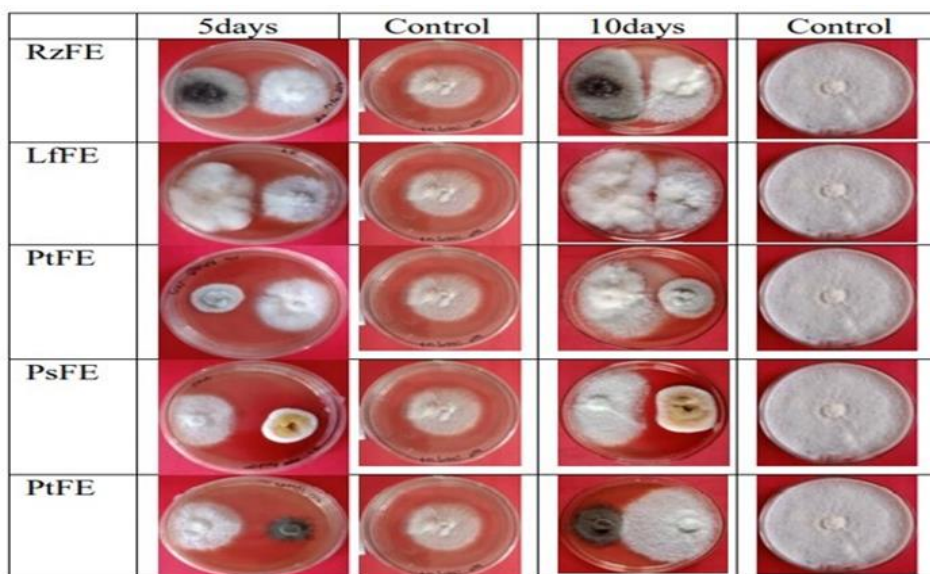 5days Control 10days Control
RzFE
LfFE
PtFE
PsFE
PtFE